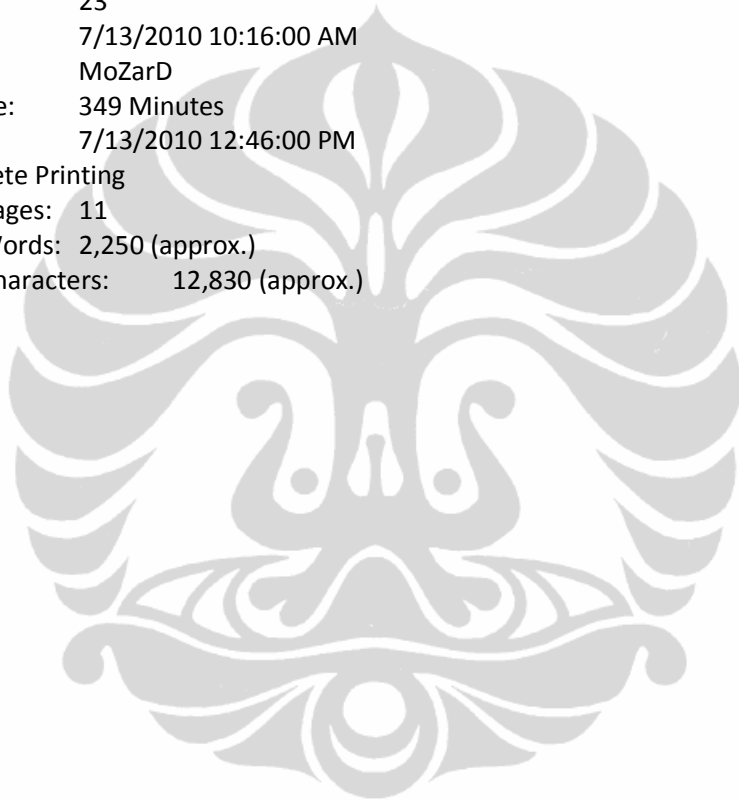 23
7/13/2010 10:16:00 AM
MoZarD
e: 349 Minutes
7/13/2010 12:46:00 PM
ete Printing
ages: 11
Words: 2,250 (approx.)
haracters: 12,830 (approx.)